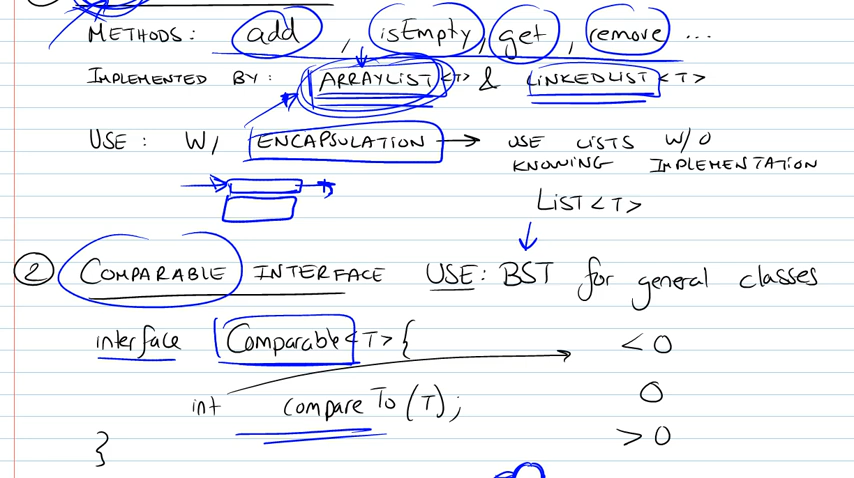 METHODS: add, isEmpty, get, remove ...
IMPLEMENTED BY: ARRAYLIST<T> & LINKEDLIST<T>
USE: W/ ENCAPSULATION → USE LISTS W/O
KNOWING IMPLEMENTATION
LIST<T>
② COMPARABLE INTERFACE USE: BST for general classes
interface Comparable<T> {
< 0
int compareTo(T);
0
> 0
}